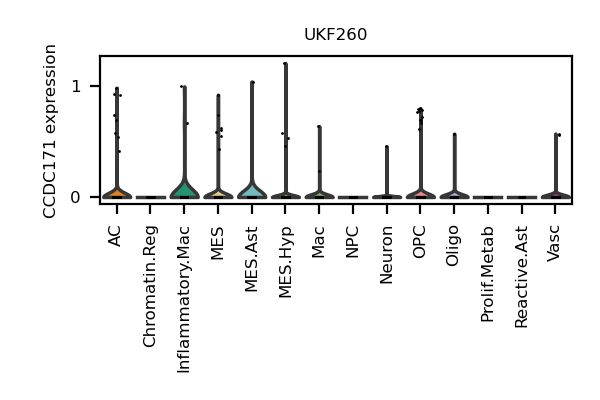 UKF260
CCDC171 expression
1
0
AC
Chromatin.Reg
Inflammatory.Mac
MES
MES.Ast
MES.Hyp
Mac
NPC
Neuron
OPC
Oligo
Prolif.Metab
Reactive.Ast
Vasc